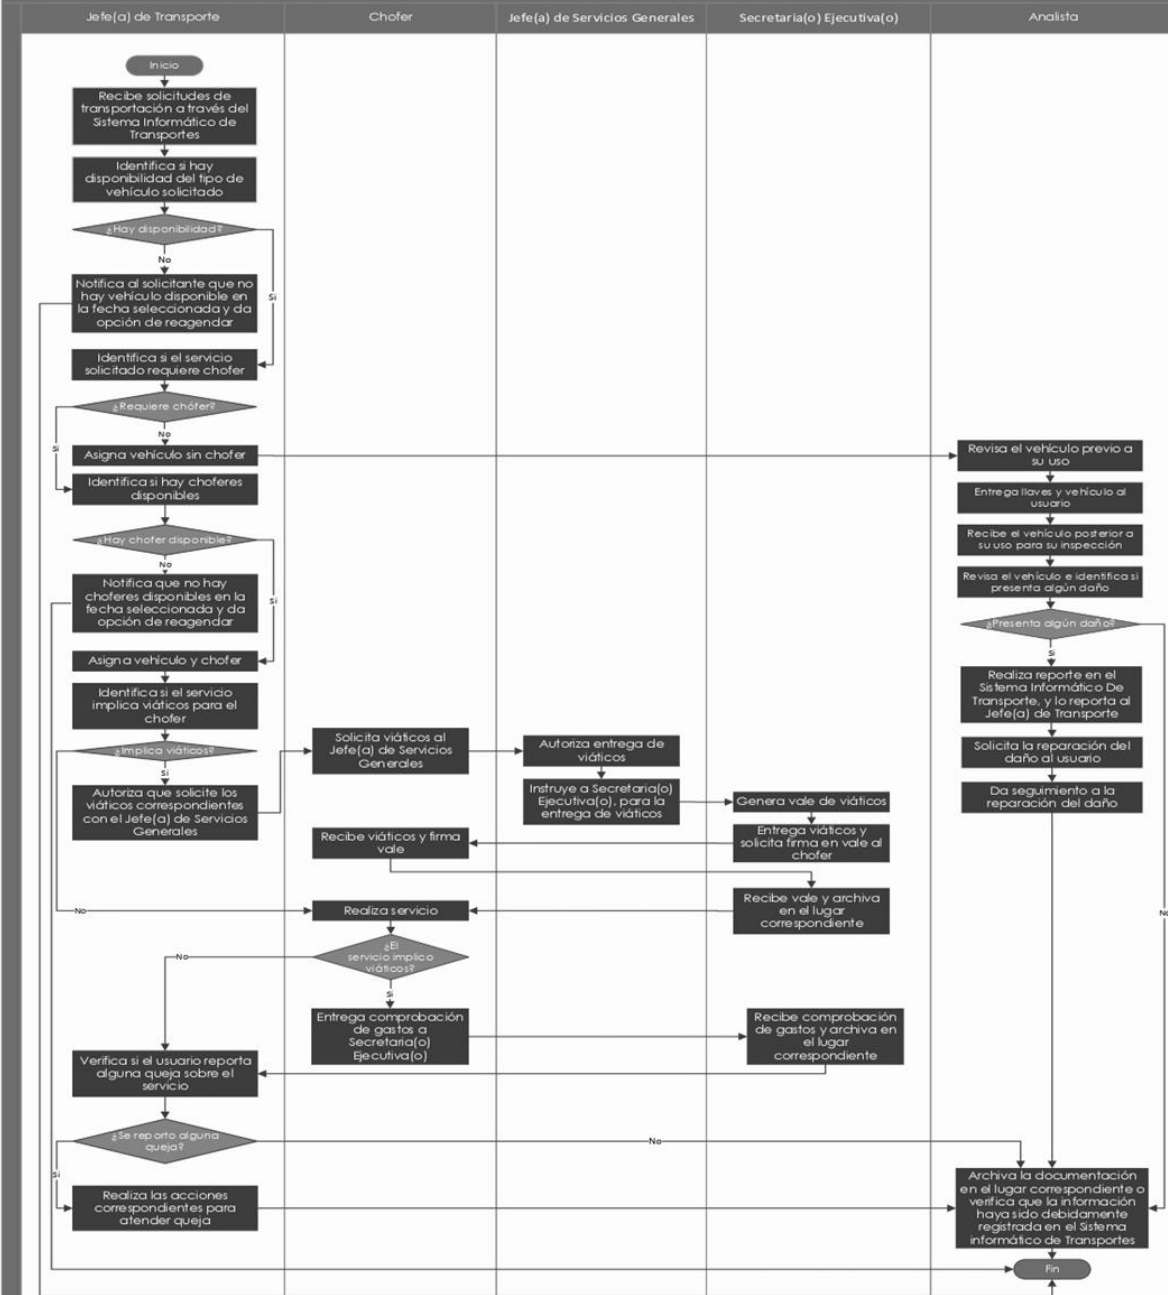 Jefe(a) de Transporte
Chofer
Jefe(a) de Servicios Generales
Secretaria(o) Ejecutiva(o)
Analista
Inicio
Recibe solicitudes de
transportación a través del
Sistema Informático de
Transportes
Identifica si hay
disponibilidad del tipo de
vehículo solicitado
¿Hay disponibilidad?
No
Si
Notifica al solicitante que no
hay vehículo disponible en
la fecha seleccionada y da
opción de reagendar
Identifica si el servicio
solicitado requiere chofer
¿Requiere chófer?
No
Si
Asigna vehículo sin chofer
Identifica si hay choferes
disponibles
¿Hay chofer disponible?
No
Si
Notifica que no hay
choferes disponibles en la
fecha seleccionada y da
opción de reagendar
Asigna vehículo y chofer
Identifica si el servicio
implica viáticos para el
chofer
¿Implica viáticos?
Si
Autoriza que solicite los
viáticos correspondientes
con el Jefe(a) de Servicios
Generales
No
Solicita viáticos al
Jefe(a) de Servicios
Generales
Autoriza entrega de
viáticos
Instruye a Secretaria(o)
Ejecutiva(o), para la
entrega de viáticos
Genera vale de viáticos
Entrega viáticos y
solicita firma en vale al
chofer
Recibe viáticos y firma
vale
Recibe vale y archiva
en el lugar
correspondiente
Realiza servicio
¿El
servicio implico
viáticos?
No
Si
Entrega comprobación
de gastos a
Secretaria(o)
Ejecutiva(o)
Recibe comprobación
de gastos y archiva en
el lugar
correspondiente
Verifica si el usuario reporta
alguna queja sobre el
servicio
¿Se reporto alguna
queja?
No
Si
Realiza las acciones
correspondientes para
atender queja
Revisa el vehículo previo a
su uso
Entrega llaves y vehículo al
usuario
Recibe el vehículo posterior a
su uso para su inspección
Revisa el vehículo e identifica si
presenta algún daño
¿Presenta algún daño?
Si
No
Realiza reporte en el
Sistema Informático De
Transporte, y lo reporta al
Jefe(a) de Transporte
Solicita la reparación del
daño al usuario
Da seguimiento a la
reparación del daño
Archiva la documentación
en el lugar correspondiente o
verifica que la información
haya sido debidamente
registrada en el Sistema
informático de Transportes
Fin